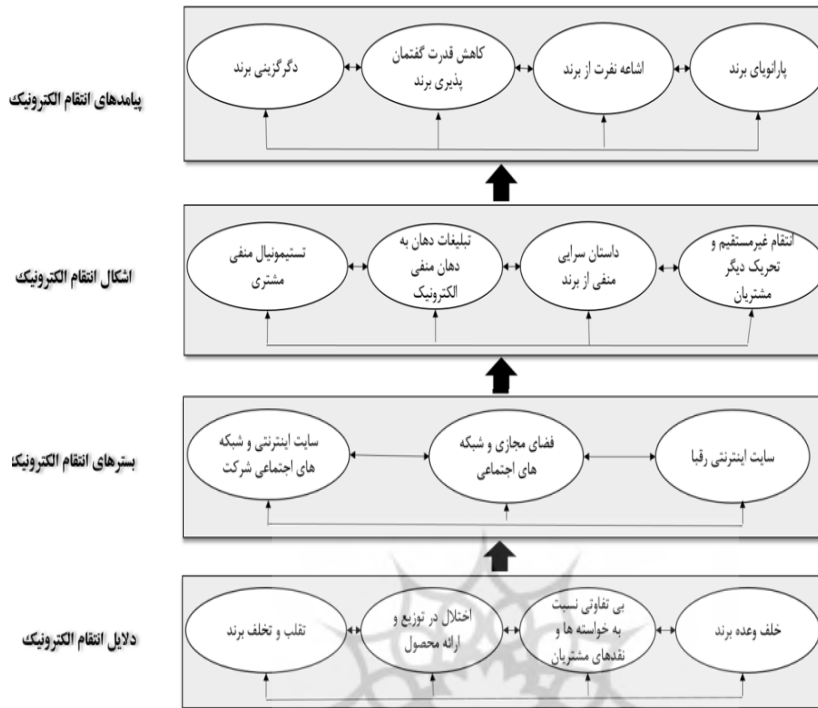 پیامدهای انتقام الکترونیک
پارانویای برند
اشاعه نفرت از برند
کاهش قدرت گفتمان
پذیری برند
دگرگزینی برند
اشکال انتقام الکترونیک
انتقام غیرمستقیم و
تحریک دیگر
مشتریان
داستان سرایی
منفی از برند
تبلیغات دهان به
دهان منفی
الکترونیک
تستیمونیال منفی
مشتری
بسترهای انتقام الکترونیک
سایت اینترنتی رقبا
فضای مجازی و شبکه
های اجتماعی
سایت اینترنتی و شبکه
های اجتماعی شرکت
دلایل انتقام الکترونیک
خلف وعده برند
بی تفاوتی نسبت
به خواسته ها و
نقدهای مشتریان
اختلال در توزیع و
ارائه محصول
تقلب و تخلف برند